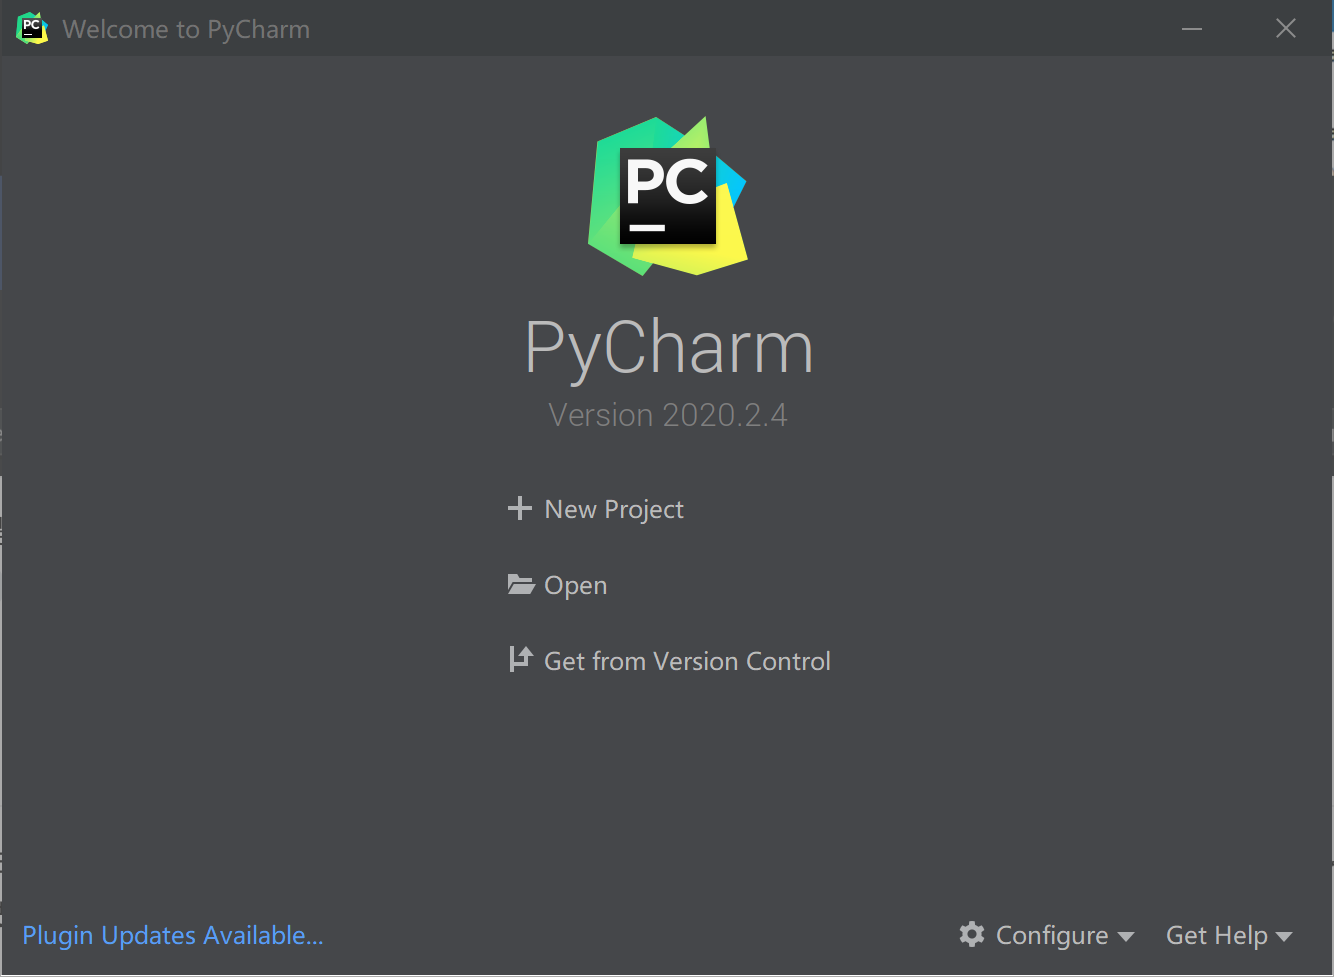 PC
Welcome to PyCharm
PC
PyCharm
Version 2020.2.4
New Project
Open
Get from Version Control
Plugin Updates Available...
Configure
Get Help